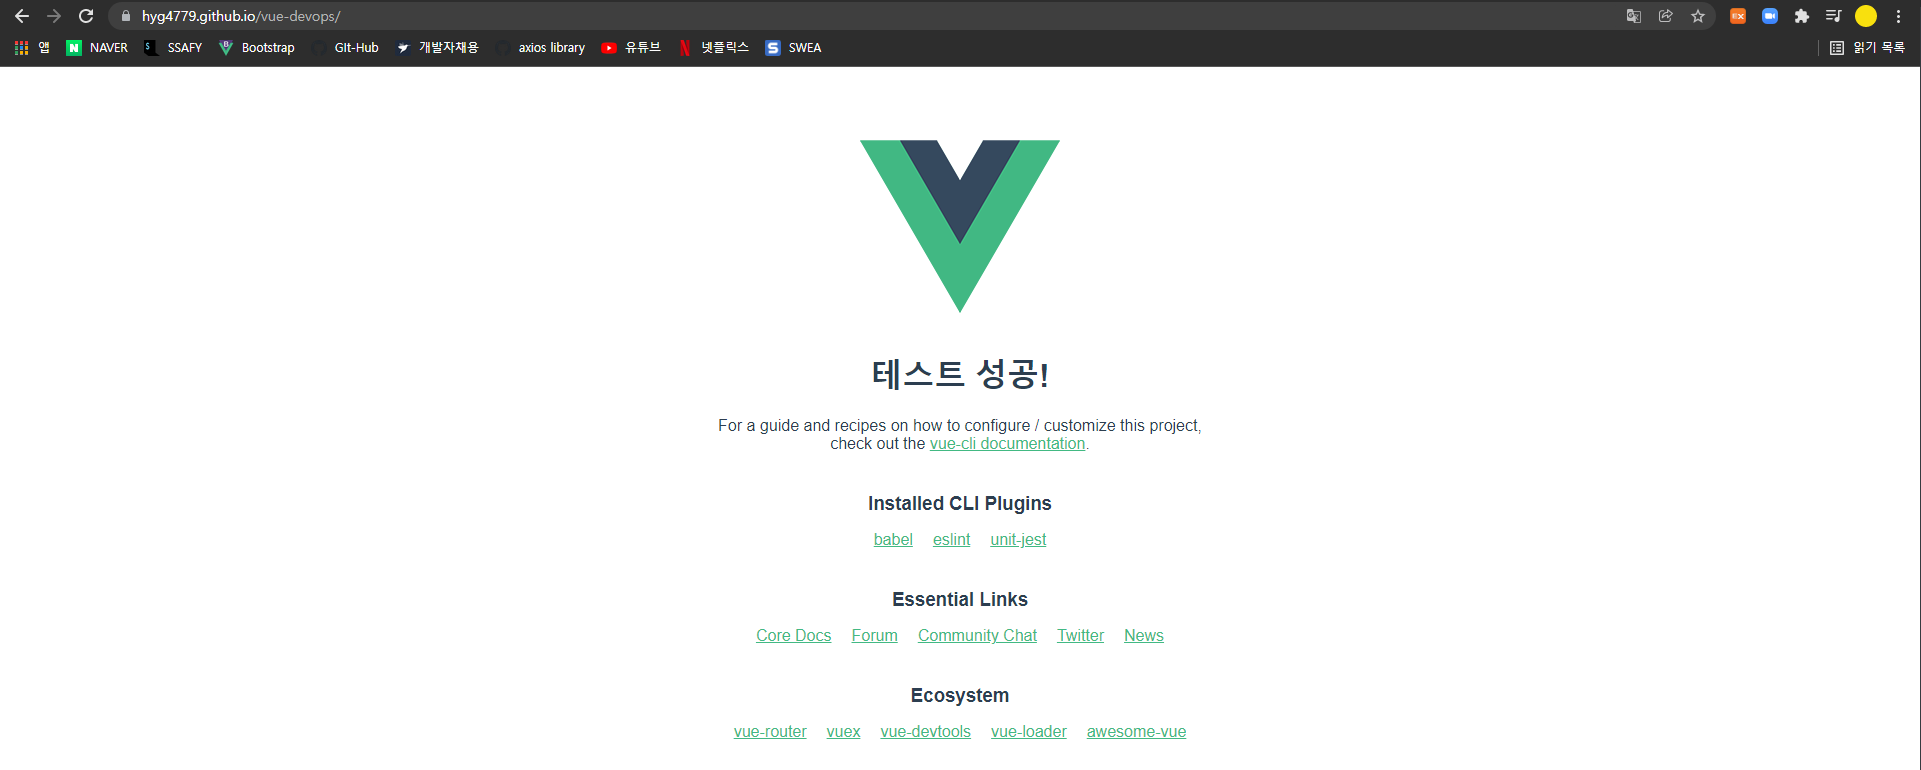 hyg4779.github.io/vue-devops/
앱 NAVER SSAFY Bootstrap GIt-Hub 개발자채용 axios library 유튜브 넷플릭스 SWEA 읽기 목록
테스트 성공!
For a guide and recipes on how to configure / customize this project,
check out the vue-cli documentation.
Installed CLI Plugins
babel eslint unit-jest
Essential Links
Core Docs Forum Community Chat Twitter News
Ecosystem
vue-router vuex vue-devtools vue-loader awesome-vue